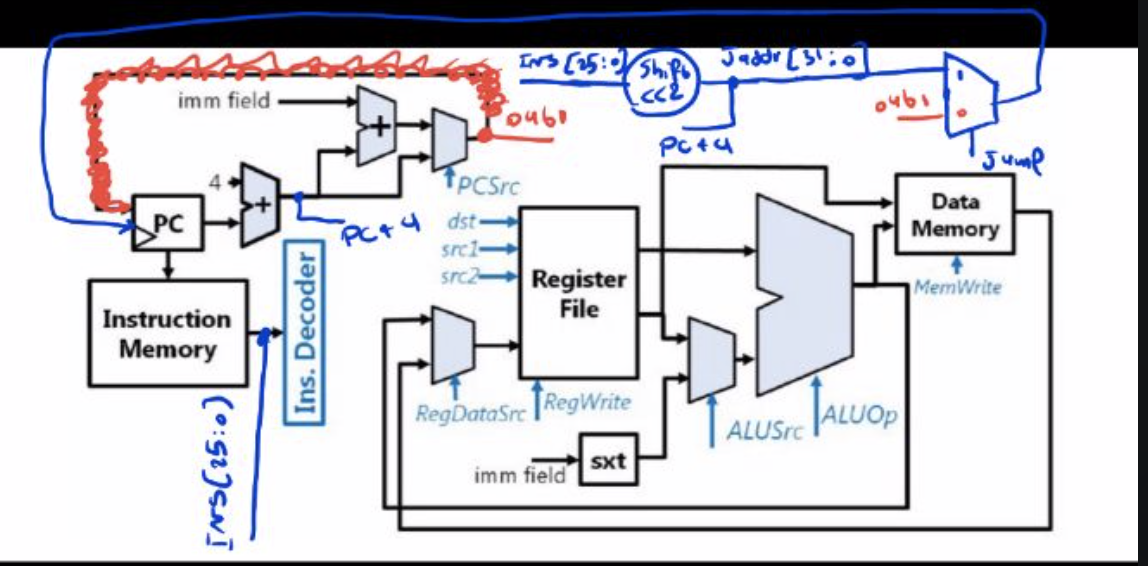 Ins [25:0]
Shift
<<2
Jaddr [31:0]
1
0
PC+4
Jump
imm field
+
4
+
PC
PC+4
PCSrc
dst
src1
src2
Register
File
Data
Memory
MemWrite
Instruction
Memory
Ins. Decoder
Ins[25:0]
RegDataSrc
RegWrite
ALUSrc
ALUOp
imm field
sxt